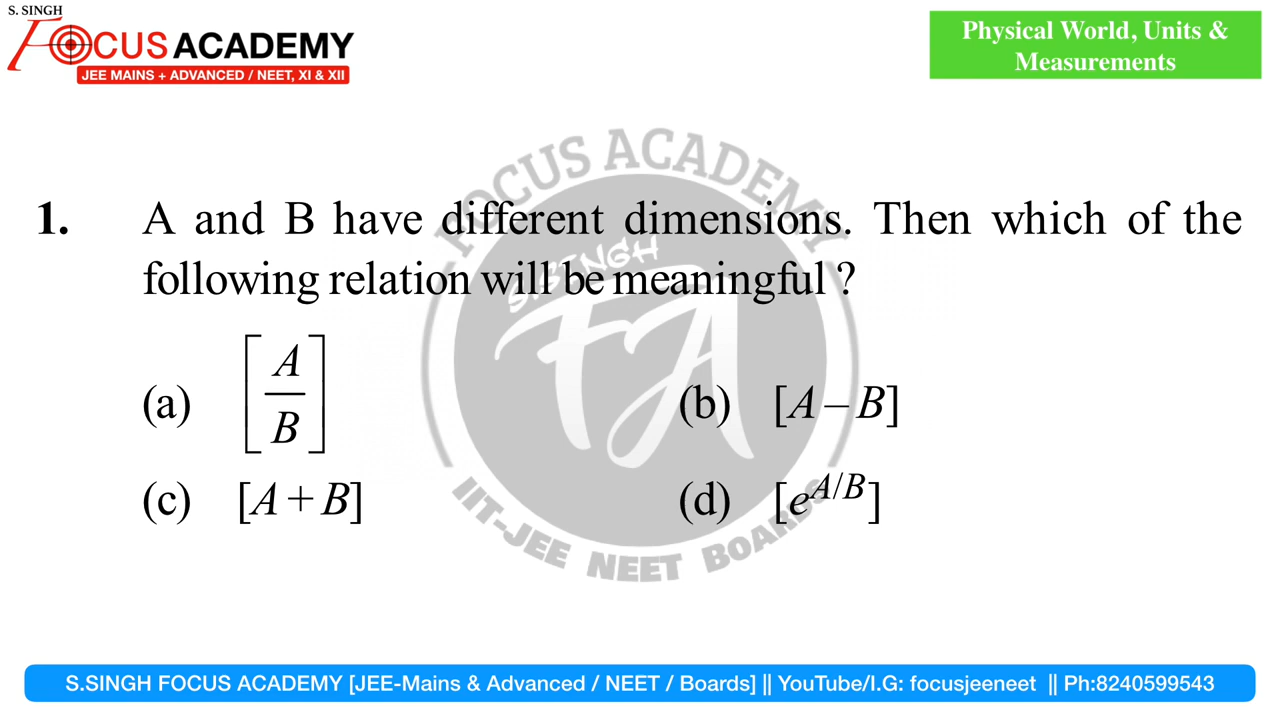 S. SINGH
FOCUS ACADEMY
JEE MAINS + ADVANCED / NEET, XI & XII
Physical World, Units &
Measurements
FOCUS ACADEMY
S.SINGH
FA
IIT-JEE NEET BOARDS
1. A and B have different dimensions. Then which of the
following relation will be meaningful ?
(a) [A/B] (b) [A – B]
(c) [A + B] (d) [e^{A/B}]
S.SINGH FOCUS ACADEMY [JEE-Mains & Advanced / NEET / Boards] || YouTube/I.G: focusjeeneet || Ph:8240599543